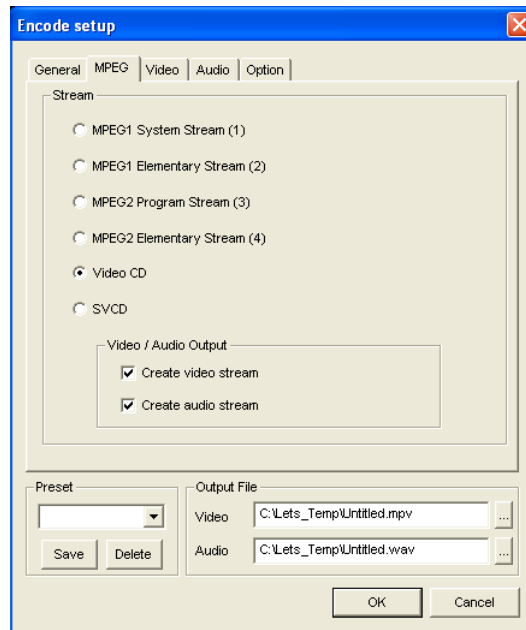 Encode setup
General MPEG Video Audio Option
Stream
MPEG1 System Stream (1)
MPEG1 Elementary Stream (2)
MPEG2 Program Stream (3)
MPEG2 Elementary Stream (4)
Video CD
SVCD
Video / Audio Output
Create video stream
Create audio stream
Preset
Save Delete
Output File
Video C:\Lets_Temp\Untitled.mpv ...
Audio C:\Lets_Temp\Untitled.wav ...
OK Cancel